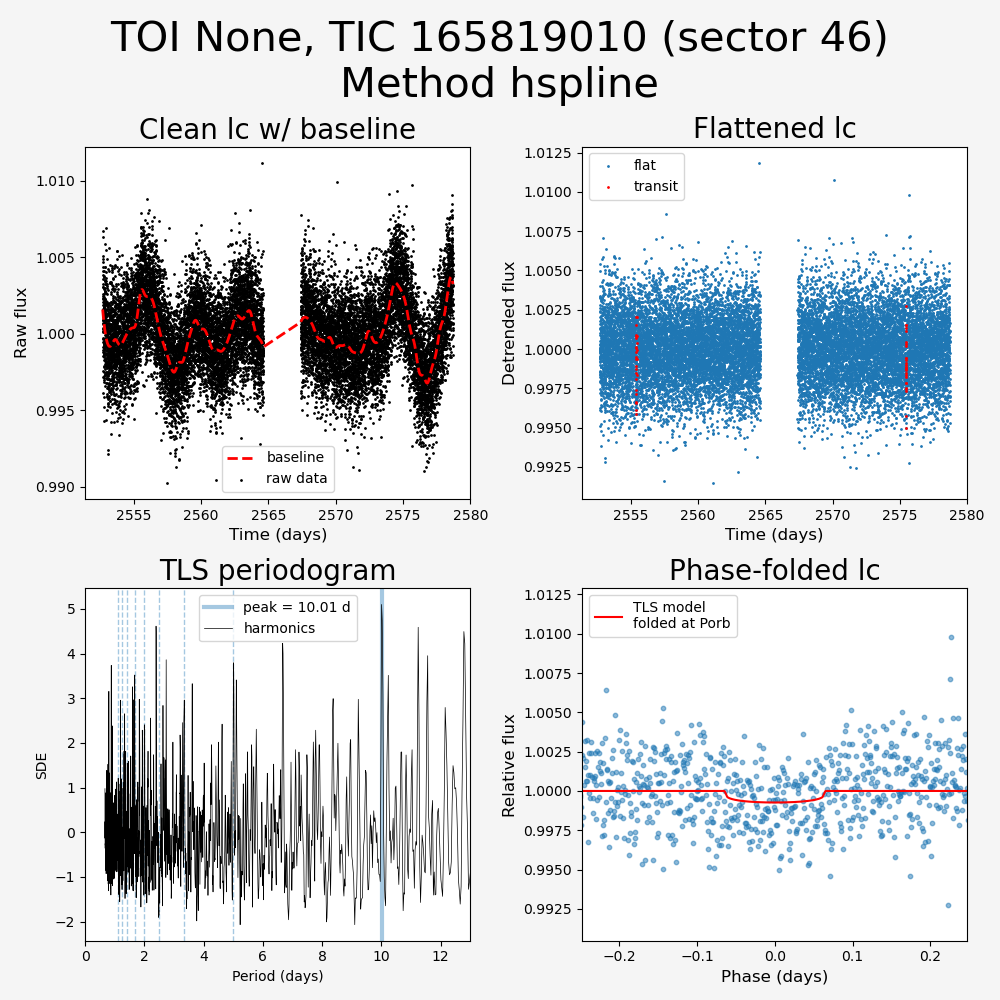 TOI None, TIC 165819010 (sector 46)
Method hspline
Clean lc w/ baseline
Raw flux
1.010
1.005
1.000
0.995
0.990
baseline
raw data
2555
2560
2565
2570
2575
2580
Time (days)
Flattened lc
Detrended flux
1.0125
1.0100
1.0075
1.0050
1.0025
1.0000
0.9975
0.9950
0.9925
flat
transit
2555
2560
2565
2570
2575
2580
Time (days)
TLS periodogram
SDE
5
4
3
2
1
0
−1
−2
peak = 10.01 d
harmonics
0
2
4
6
8
10
12
Period (days)
Phase-folded lc
Relative flux
1.0125
1.0100
1.0075
1.0050
1.0025
1.0000
0.9975
0.9950
0.9925
TLS model
folded at Porb
−0.2
−0.1
0.0
0.1
0.2
Phase (days)